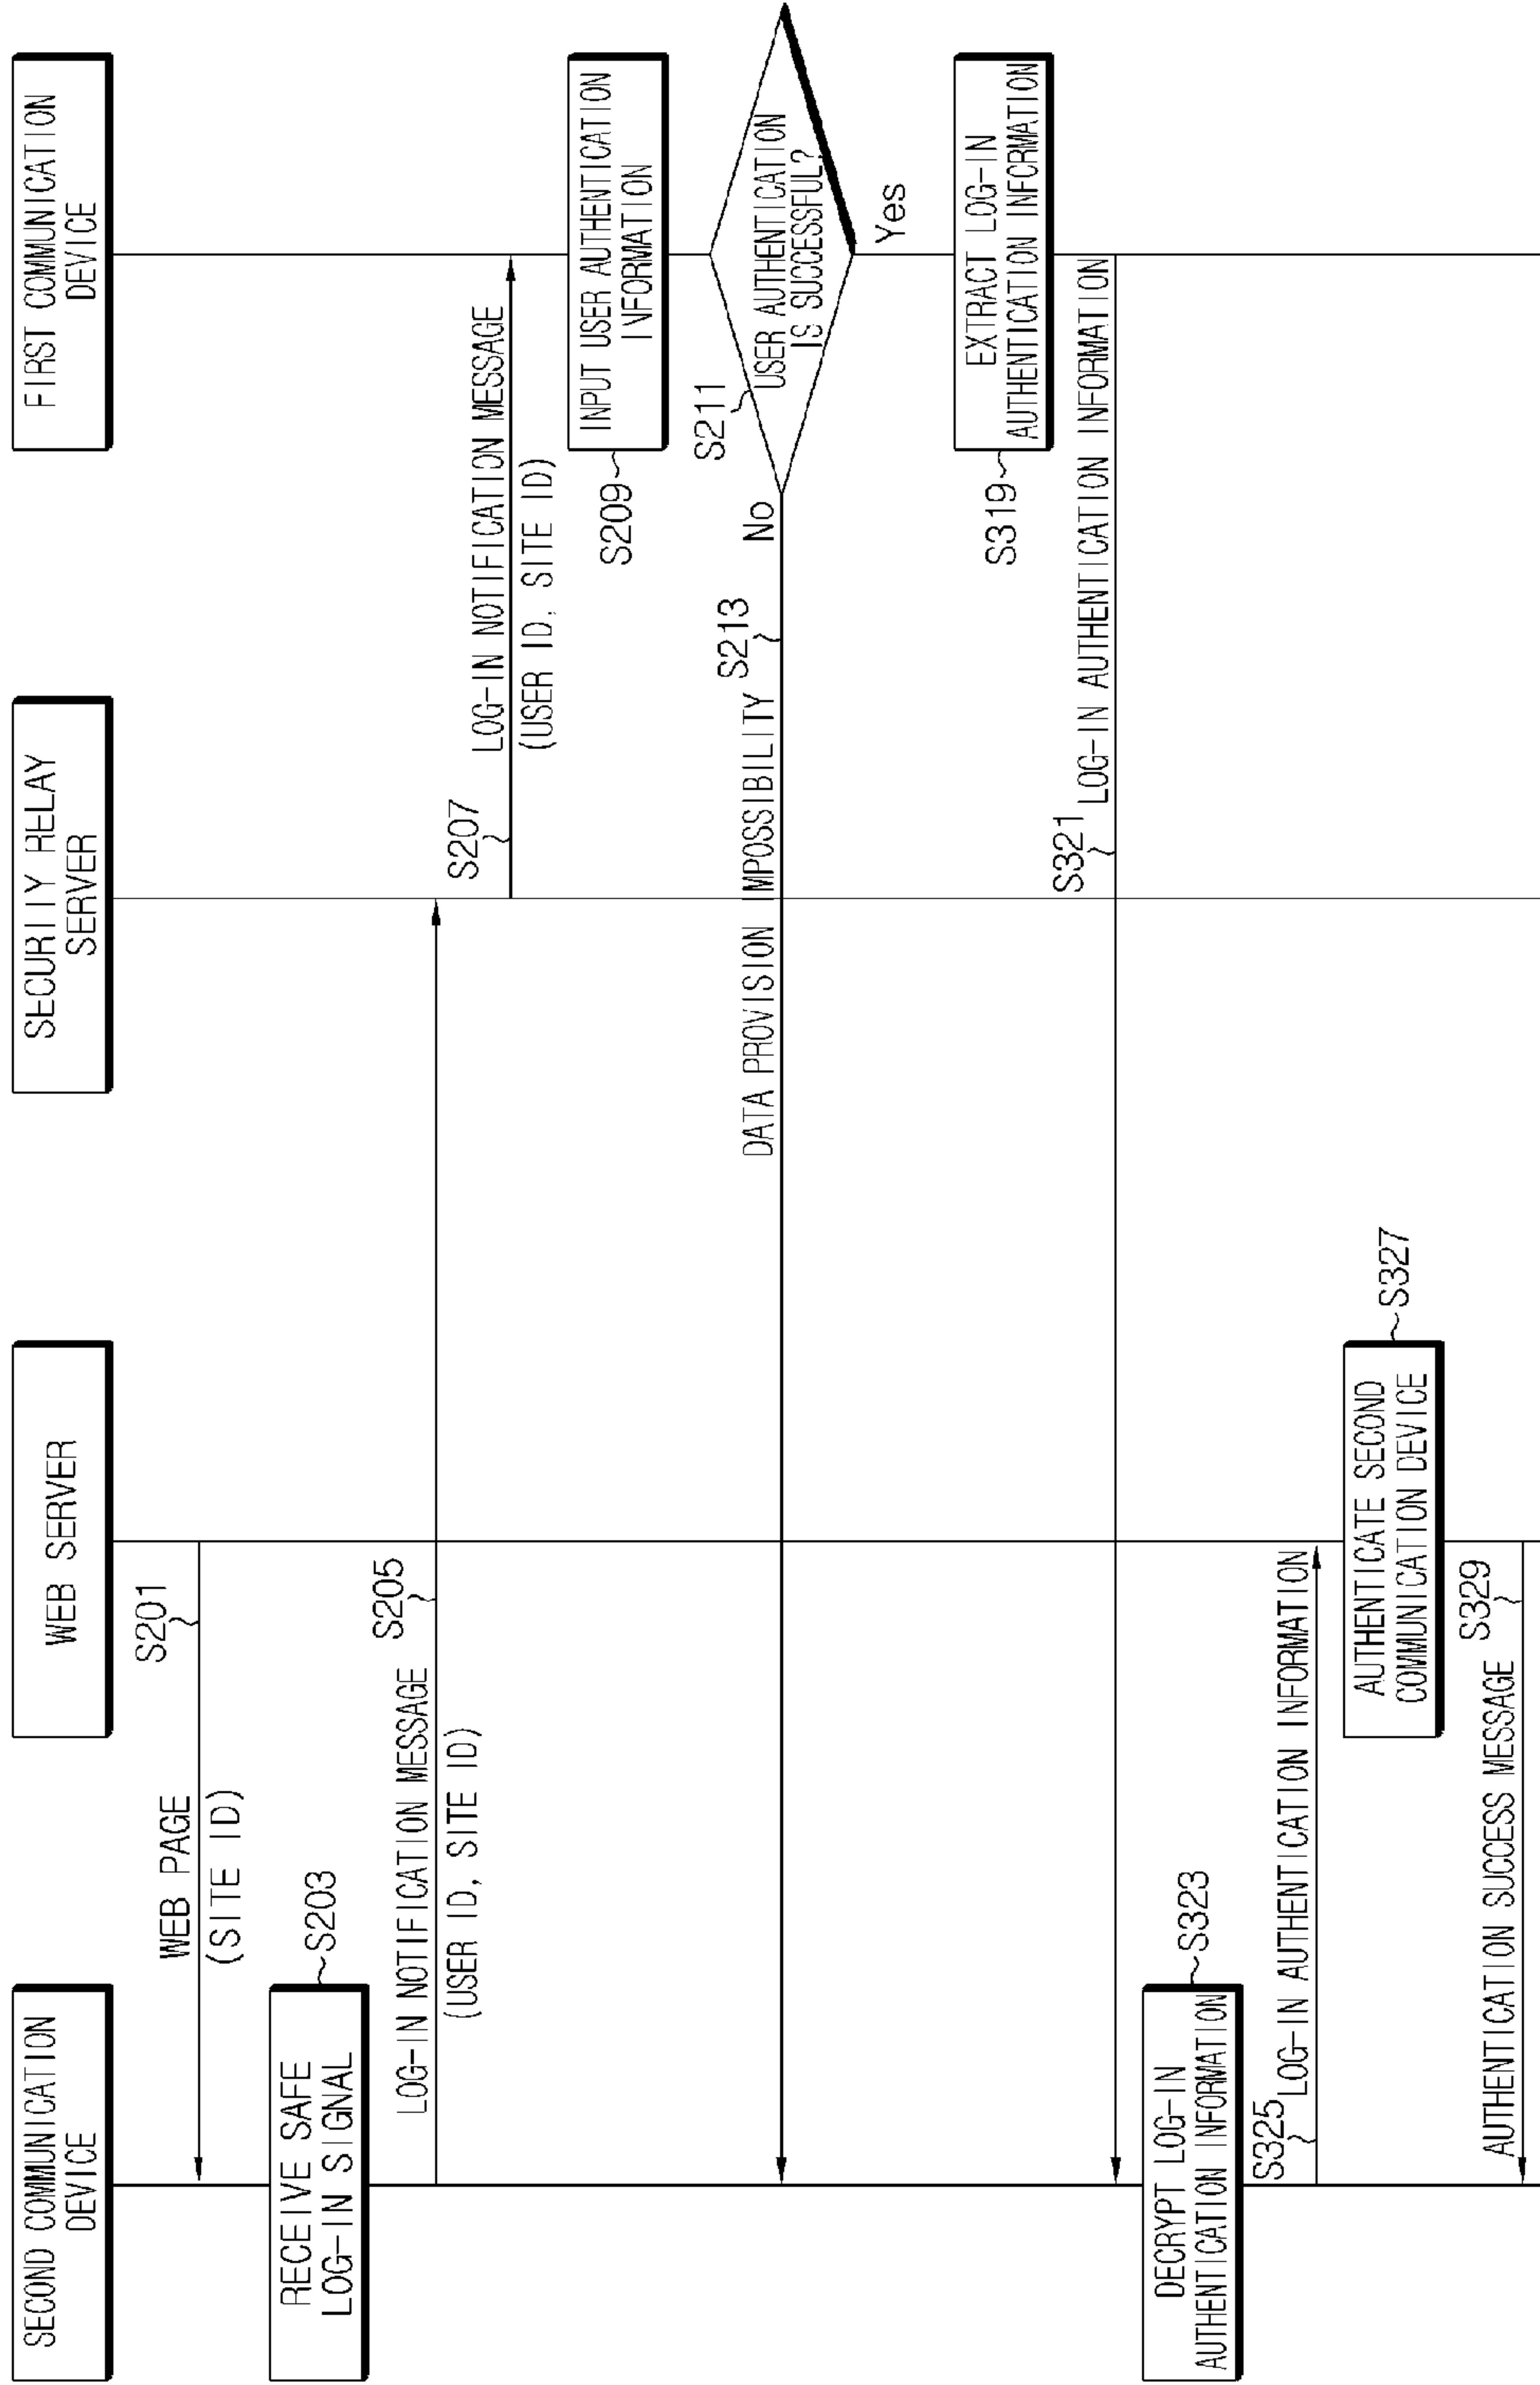 SECOND COMMUNICATION
DEVICE
WEB SERVER
SECURITY RELAY
SERVER
FIRST COMMUNICATION
DEVICE
S201
WEB PAGE
(SITE ID)
RECEIVE SAFE
LOG-IN SIGNAL
S203
S205
LOG-IN NOTIFICATION MESSAGE
(USER ID, SITE ID)
S207
LOG-IN NOTIFICATION MESSAGE
(USER ID, SITE ID)
INPUT USER AUTHENTICATION
INFORMATION
S209
S211
USER AUTHENTICATION
IS SUCCESSFUL?
No
Yes
S213
DATA PROVISION IMPOSSIBILITY
EXTRACT LOG-IN
AUTHENTICATION INFORMATION
S319
S321
LOG-IN AUTHENTICATION INFORMATION
DECRYPT LOG-IN
AUTHENTICATION INFORMATION
S323
S325
LOG-IN AUTHENTICATION INFORMATION
AUTHENTICATE SECOND
COMMUNICATION DEVICE
S327
S329
AUTHENTICATION SUCCESS MESSAGE